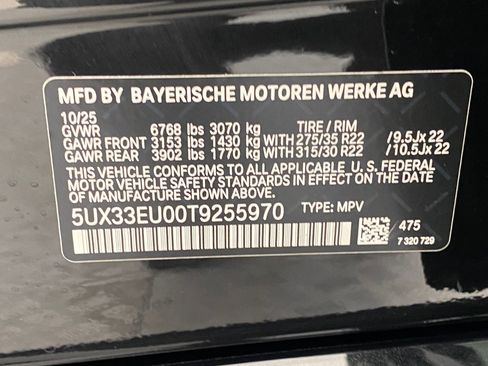 MFD BY BAYERISCHE MOTOREN WERKE AG
10/25
GVWR 6768 lbs 3070 kg TIRE / RIM
GAWR FRONT 3153 lbs 1430 kg WITH 275/35 R22 / 9.5Jx 22
GAWR REAR 3902 lbs 1770 kg WITH 315/30 R22 / 10.5Jx 22
THIS VEHICLE CONFORMS TO ALL APPLICABLE U. S. FEDERAL
MOTOR VEHICLE SAFETY STANDARDS IN EFFECT ON THE DATE OF
MANUFACTURE SHOWN ABOVE.
5UX33EU00T9255970 TYPE: MPV
475
7 320 729